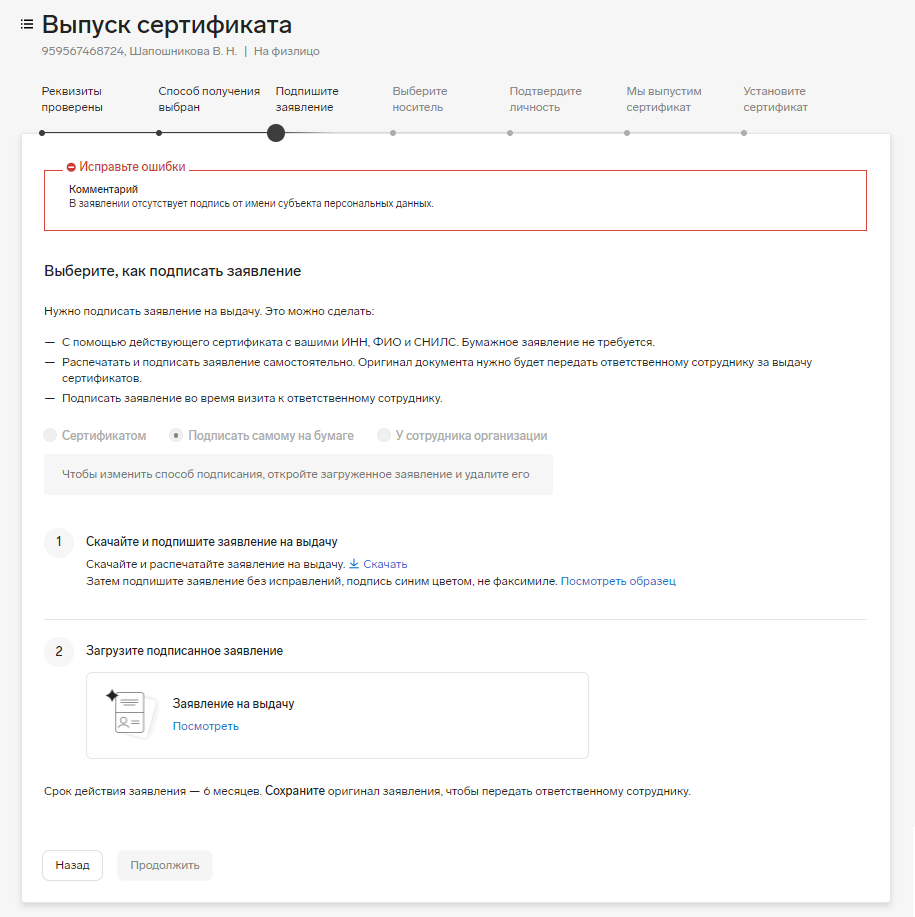 Выпуск сертификата
959567468724, Шапошникова В. Н. | На физлицо
Реквизиты проверены
Способ получения выбран
Подпишите заявление
Выберите носитель
Подтвердите личность
Мы выпустим сертификат
Установите сертификат
Исправьте ошибки
Комментарий
В заявлении отсутствует подпись от имени субъекта персональных данных.
Выберите, как подписать заявление
Нужно подписать заявление на выдачу. Это можно сделать:
— С помощью действующего сертификата с вашими ИНН, ФИО и СНИЛС. Бумажное заявление не требуется.
— Распечатать и подписать заявление самостоятельно. Оригинал документа нужно будет передать ответственному сотруднику за выдачу
сертификатов.
— Подписать заявление во время визита к ответственному сотруднику.
Сертификатом Подписать самому на бумаге У сотрудника организации
Чтобы изменить способ подписания, откройте загруженное заявление и удалите его
1 Скачайте и подпишите заявление на выдачу
Скачайте и распечатайте заявление на выдачу. Скачать
Затем подпишите заявление без исправлений, подпись синим цветом, не факсимиле. Посмотреть образец
2 Загрузите подписанное заявление
Заявление на выдачу
Посмотреть
Срок действия заявления — 6 месяцев. Сохраните оригинал заявления, чтобы передать ответственному сотруднику.
Назад Продолжить